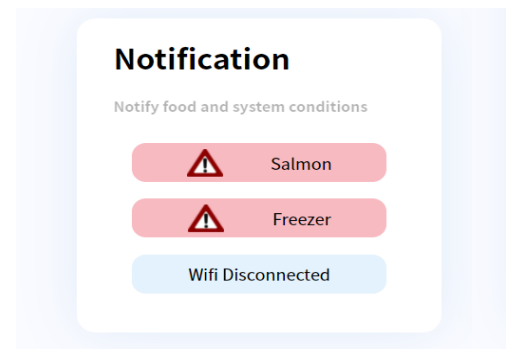 Notification
Notify food and system conditions
Salmon
Freezer
Wifi Disconnected